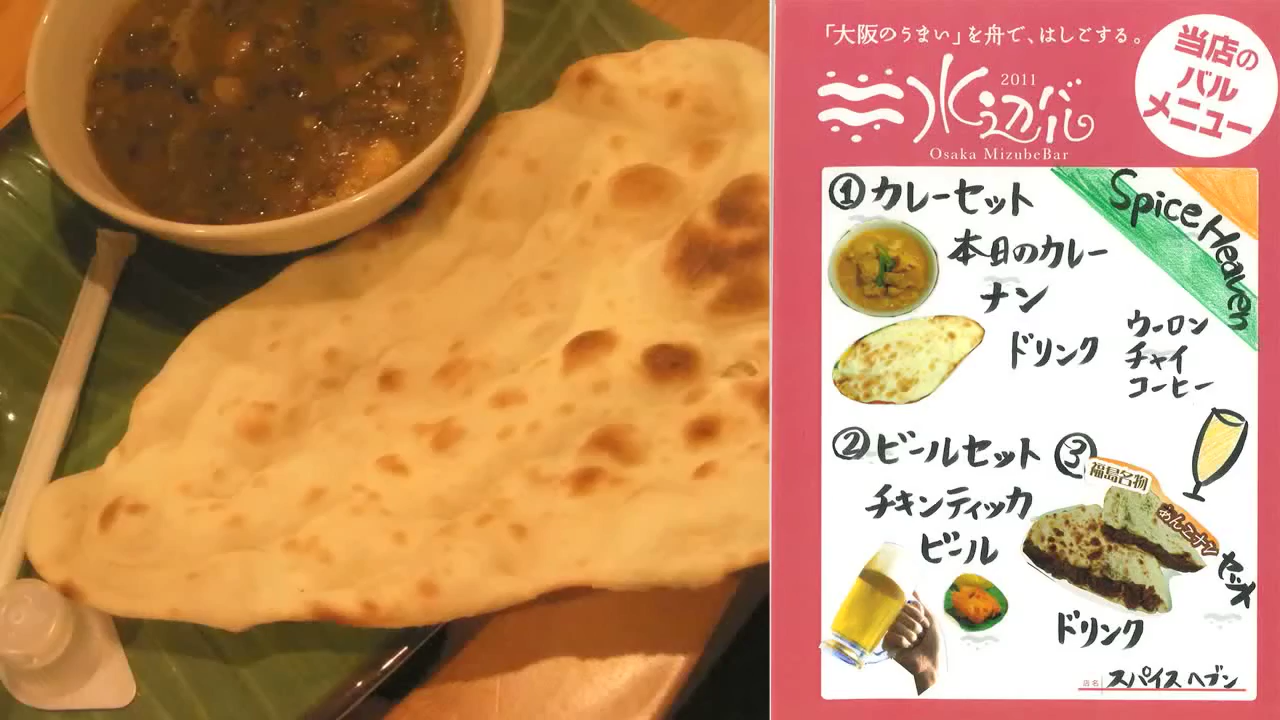 「大阪のうまい」を舟で、はしごする。
当店の
バル
メニュー
2011
水辺バル
Osaka MizubeBar
Spice Heaven
①カレーセット
本日のカレー
ナン
ドリンク
ウーロン
チャイ
コーヒー
②ビールセット
チキンティッカ
ビール
③
福島名物
あんこナン
セット
ドリンク
店名
スパイスヘブン